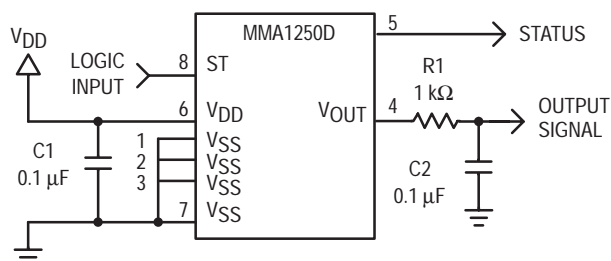 VDD
LOGIC
INPUT
8
ST
MMA1250D
5
STATUS
R1
1 kΩ
6
VDD
VOUT
4
OUTPUT
SIGNAL
C1
0.1 μF
1
VSS
2
VSS
3
VSS
7
VSS
C2
0.1 μF